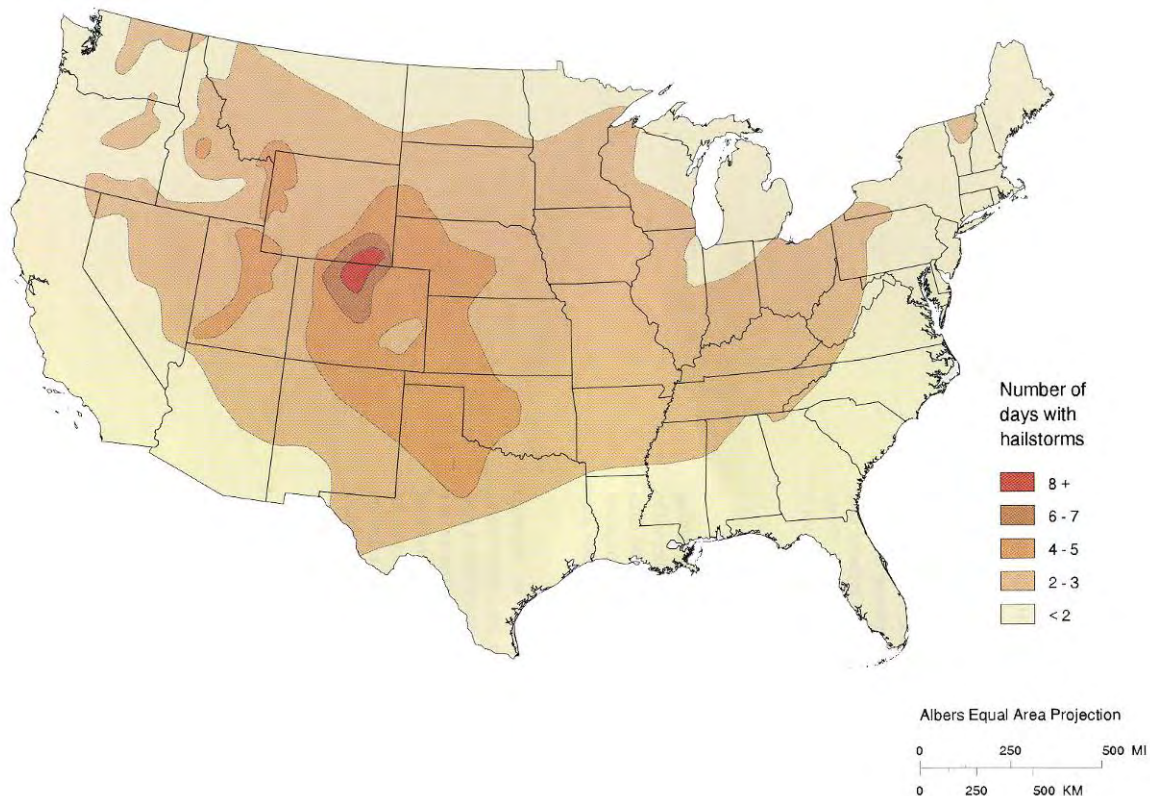 Number of
days with
hailstorms
8 +
6 - 7
4 - 5
2 - 3
< 2
Albers Equal Area Projection
0 250 500 MI
0 250 500 KM